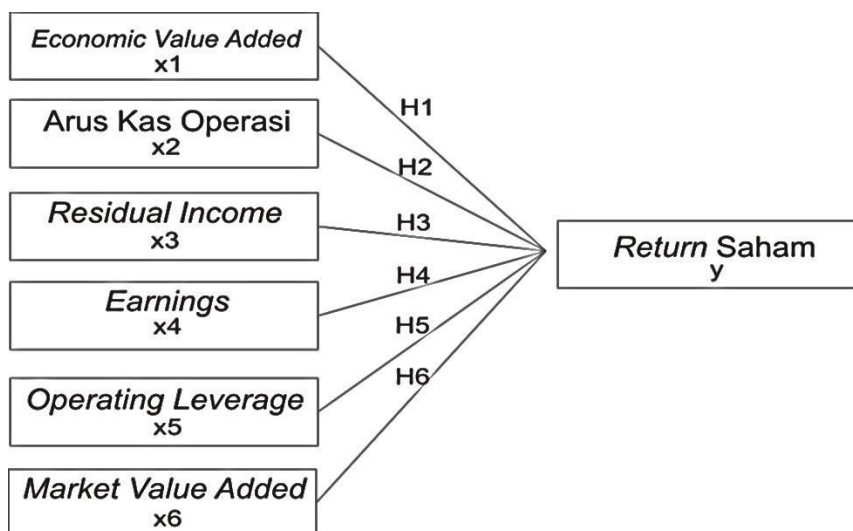 Economic Value Added
x1
Arus Kas Operasi
x2
Residual Income
x3
Earnings
x4
Operating Leverage
x5
Market Value Added
x6
H1
H2
H3
H4
H5
H6
Return Saham
y